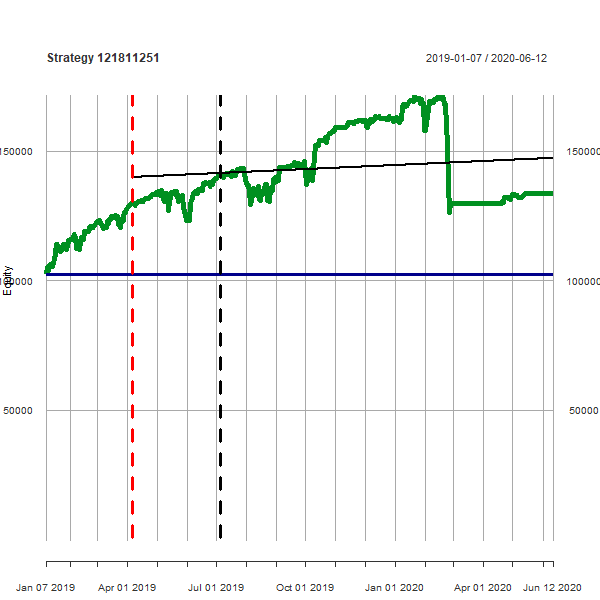 Strategy 121811251
2019-01-07 / 2020-06-12
150000
150000
Equity
100000
100000
50000
50000
Jan 07 2019
Apr 01 2019
Jul 01 2019
Oct 01 2019
Jan 01 2020
Apr 01 2020
Jun 12 2020